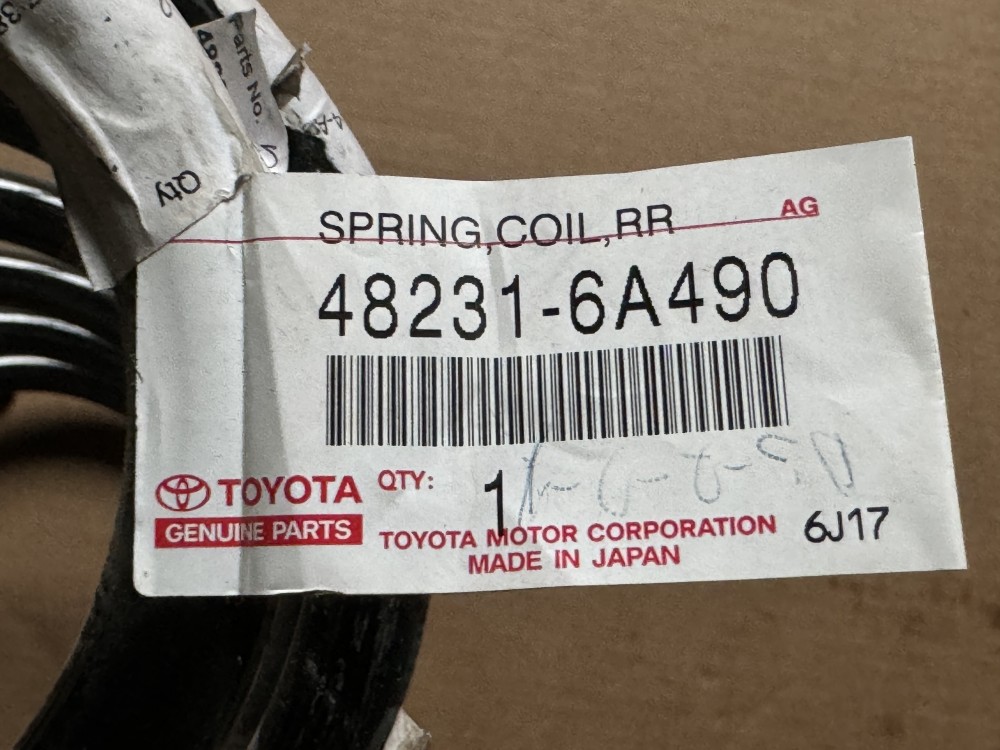 Parts No.
Qty
SPRING,COIL,RR AG
48231-6A490
TOYOTA QTY: 1
GENUINE PARTS
TOYOTA MOTOR CORPORATION 6J17
MADE IN JAPAN